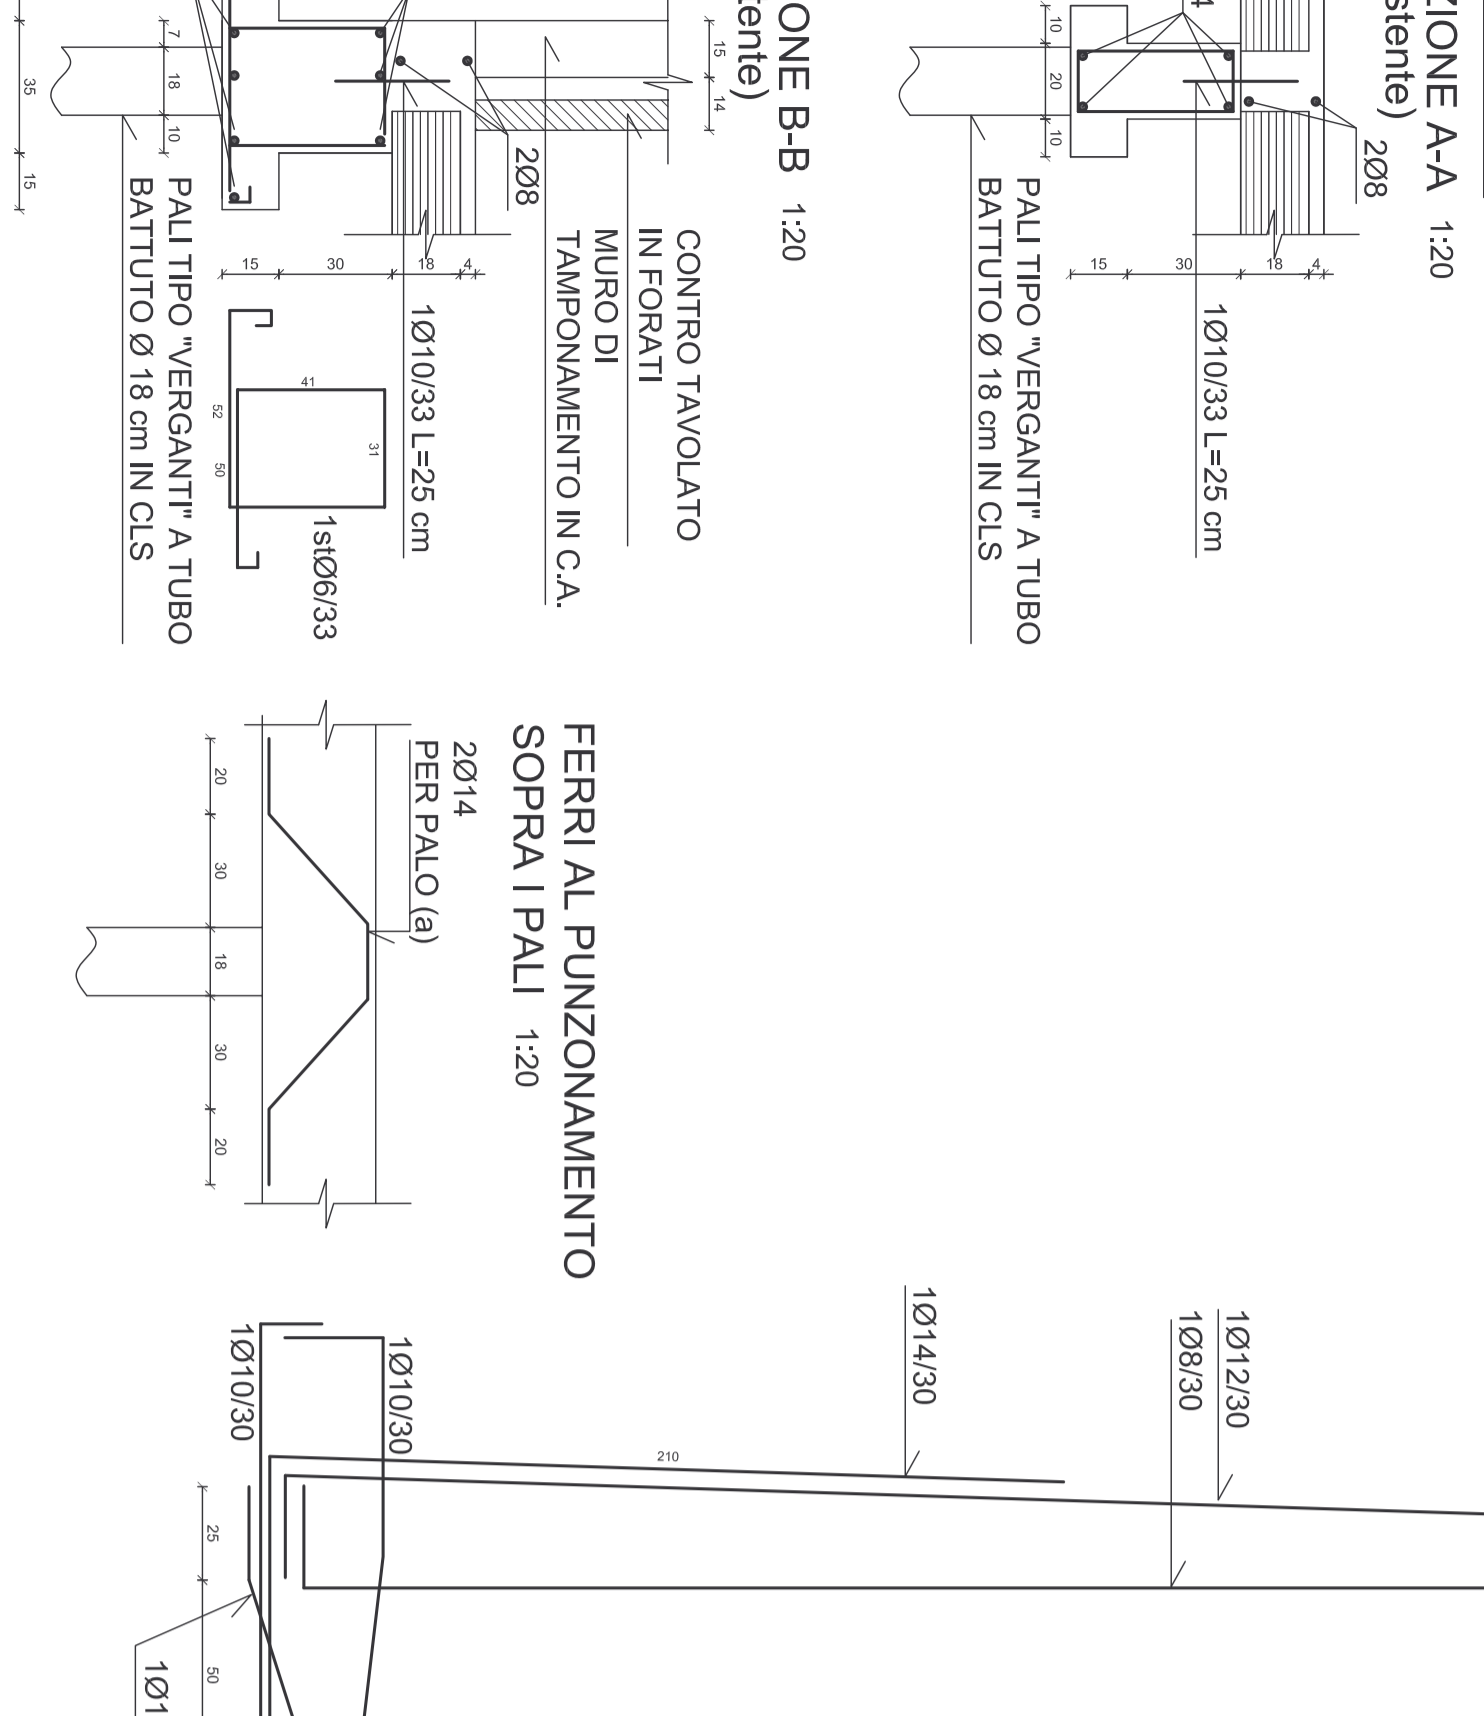 ZIONE A-A 1:20
stente)
4
2Ø8
10
20
10
15
30
18
4
1Ø10/33 L=25 cm
PALI TIPO "VERGANTI" A TUBO
BATTUTO Ø 18 cm IN CLS
ONE B-B 1:20
tente)
15
14
2Ø8
7
18
10
35
15
15
30
18
4
CONTRO TAVOLATO
IN FORATI
MURO DI
TAMPONAMENTO IN C.A.
1Ø10/33 L=25 cm
41
31
52
50
1stØ6/33
PALI TIPO "VERGANTI" A TUBO
BATTUTO Ø 18 cm IN CLS
FERRI AL PUNZONAMENTO
SOPRA I PALI 1:20
2Ø14
PER PALO (a)
20
30
18
30
20
1Ø12/30
1Ø8/30
1Ø14/30
210
1Ø10/30
1Ø10/30
25
50
1Ø1